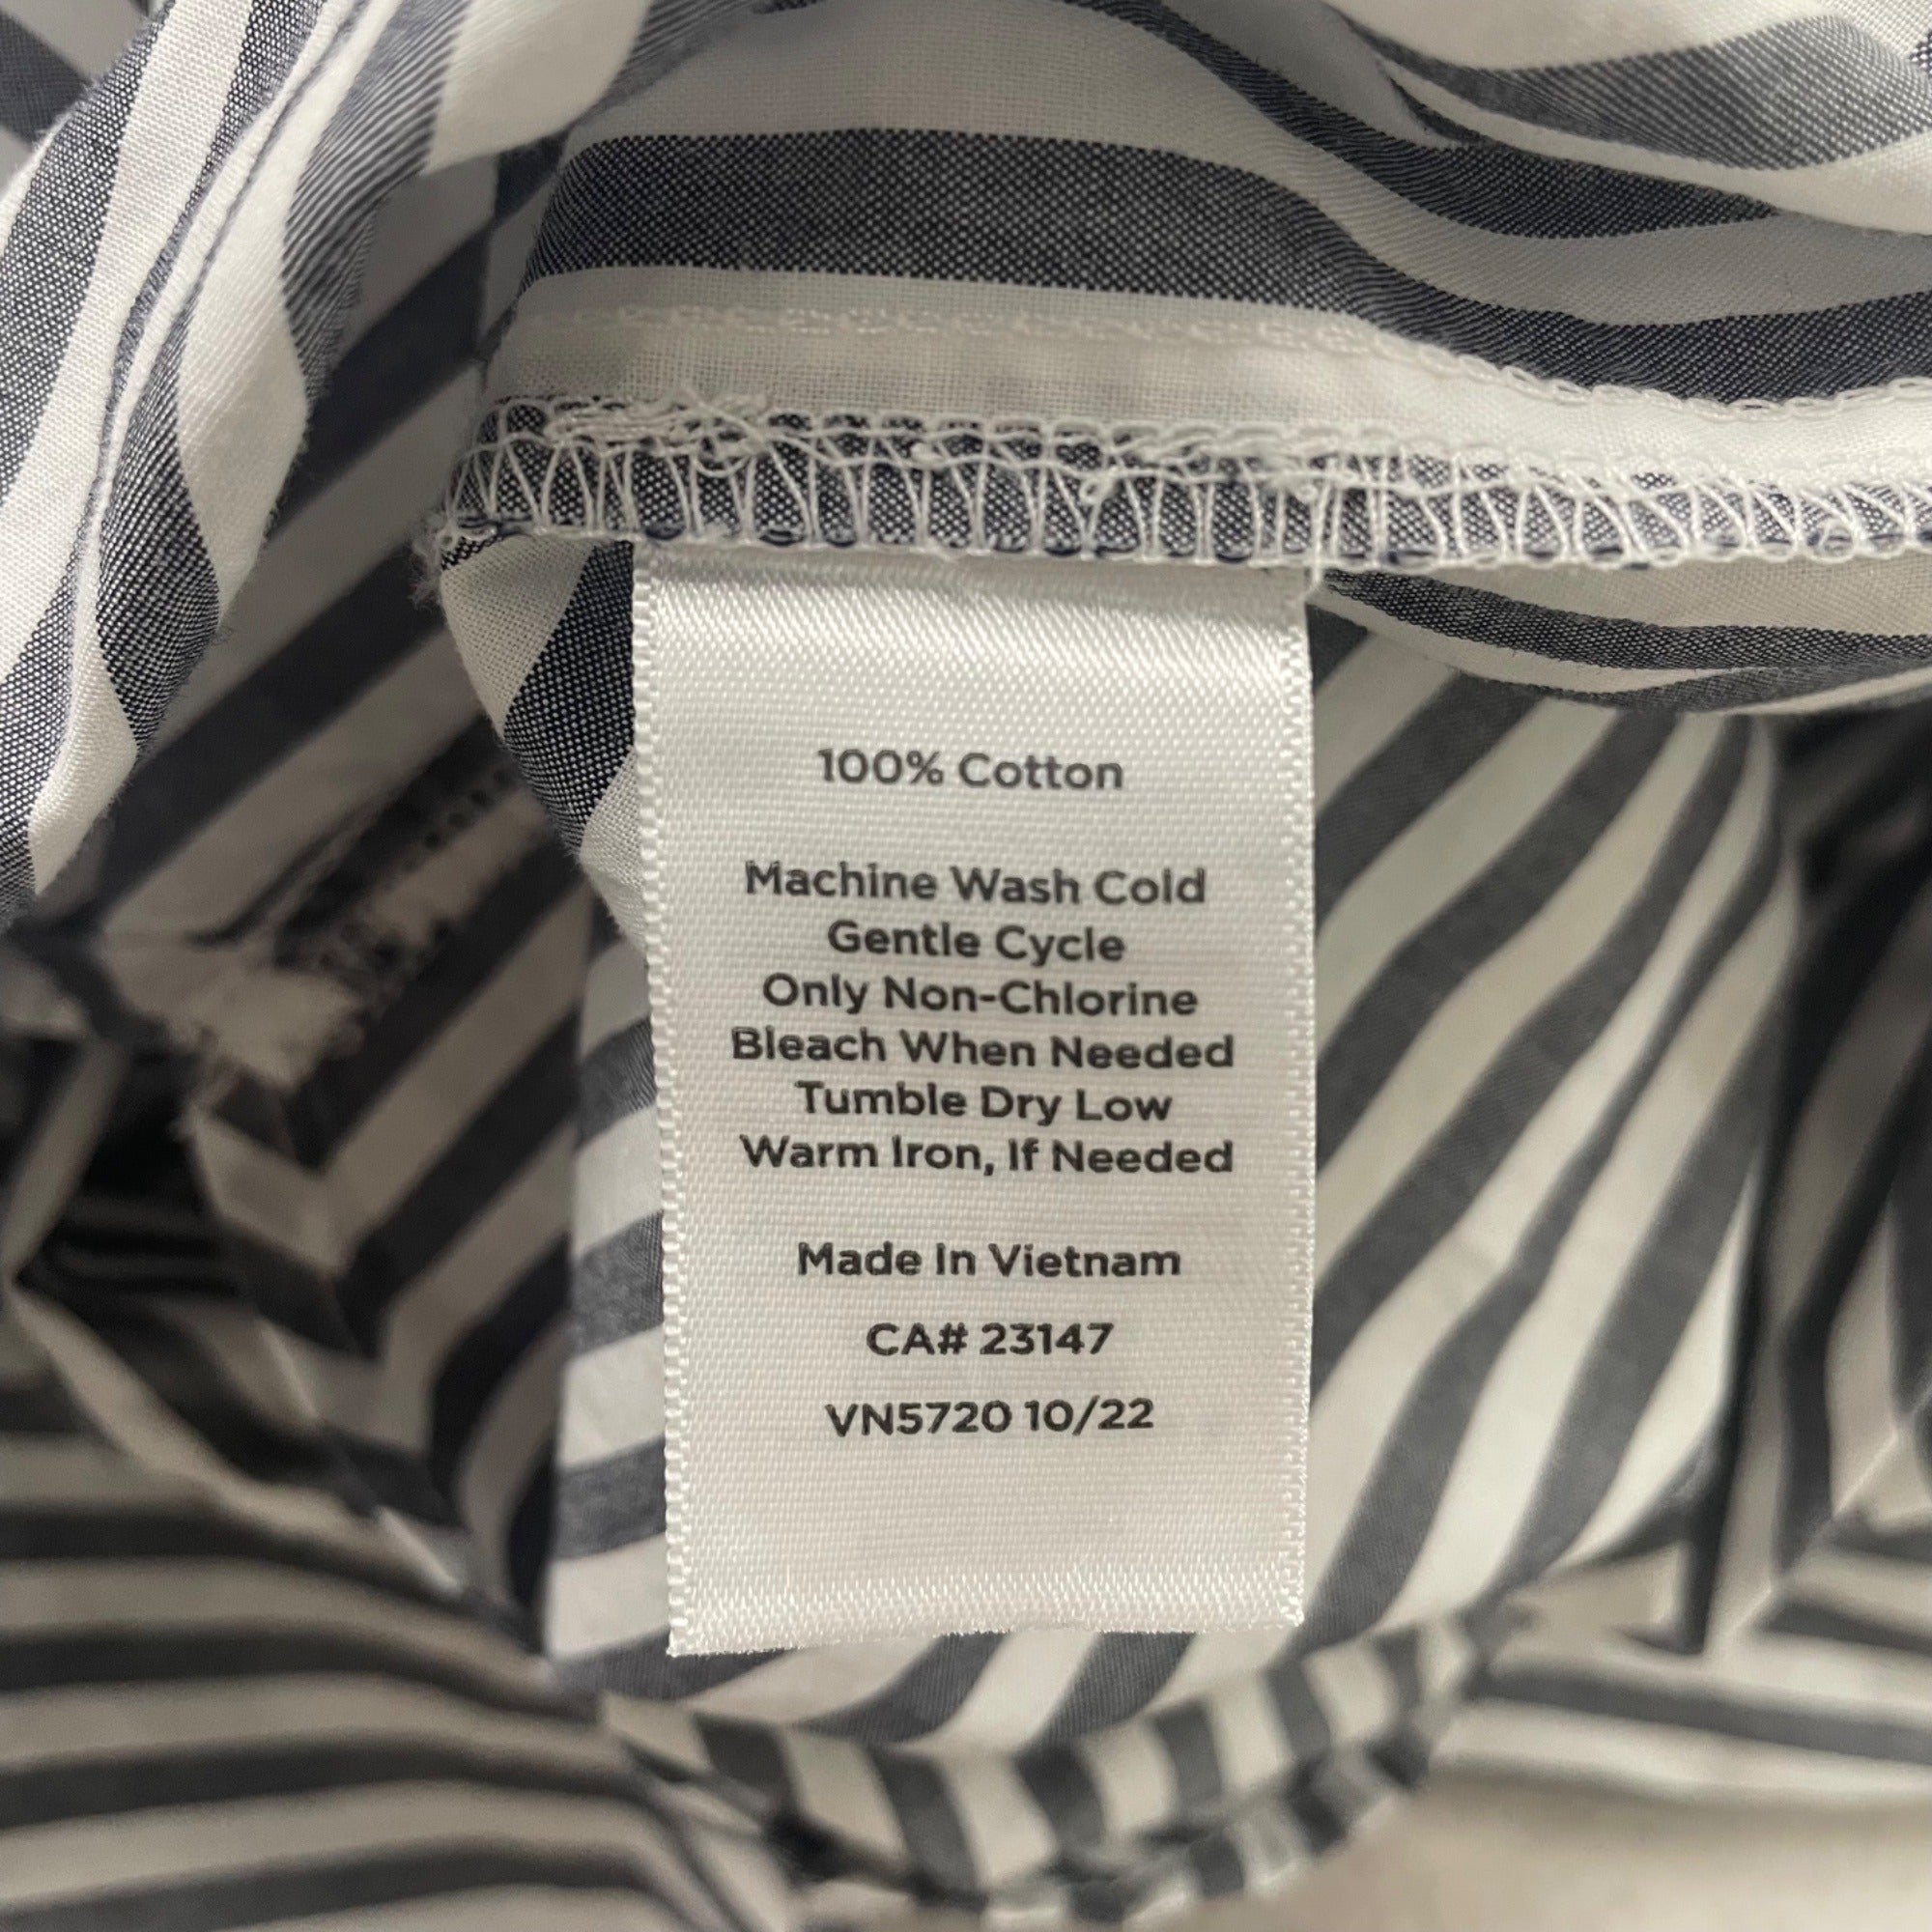 100% Cotton
Machine Wash Cold
Gentle Cycle
Only Non-Chlorine
Bleach When Needed
Tumble Dry Low
Warm Iron, If Needed
Made In Vietnam
CA# 23147
VN5720 10/22